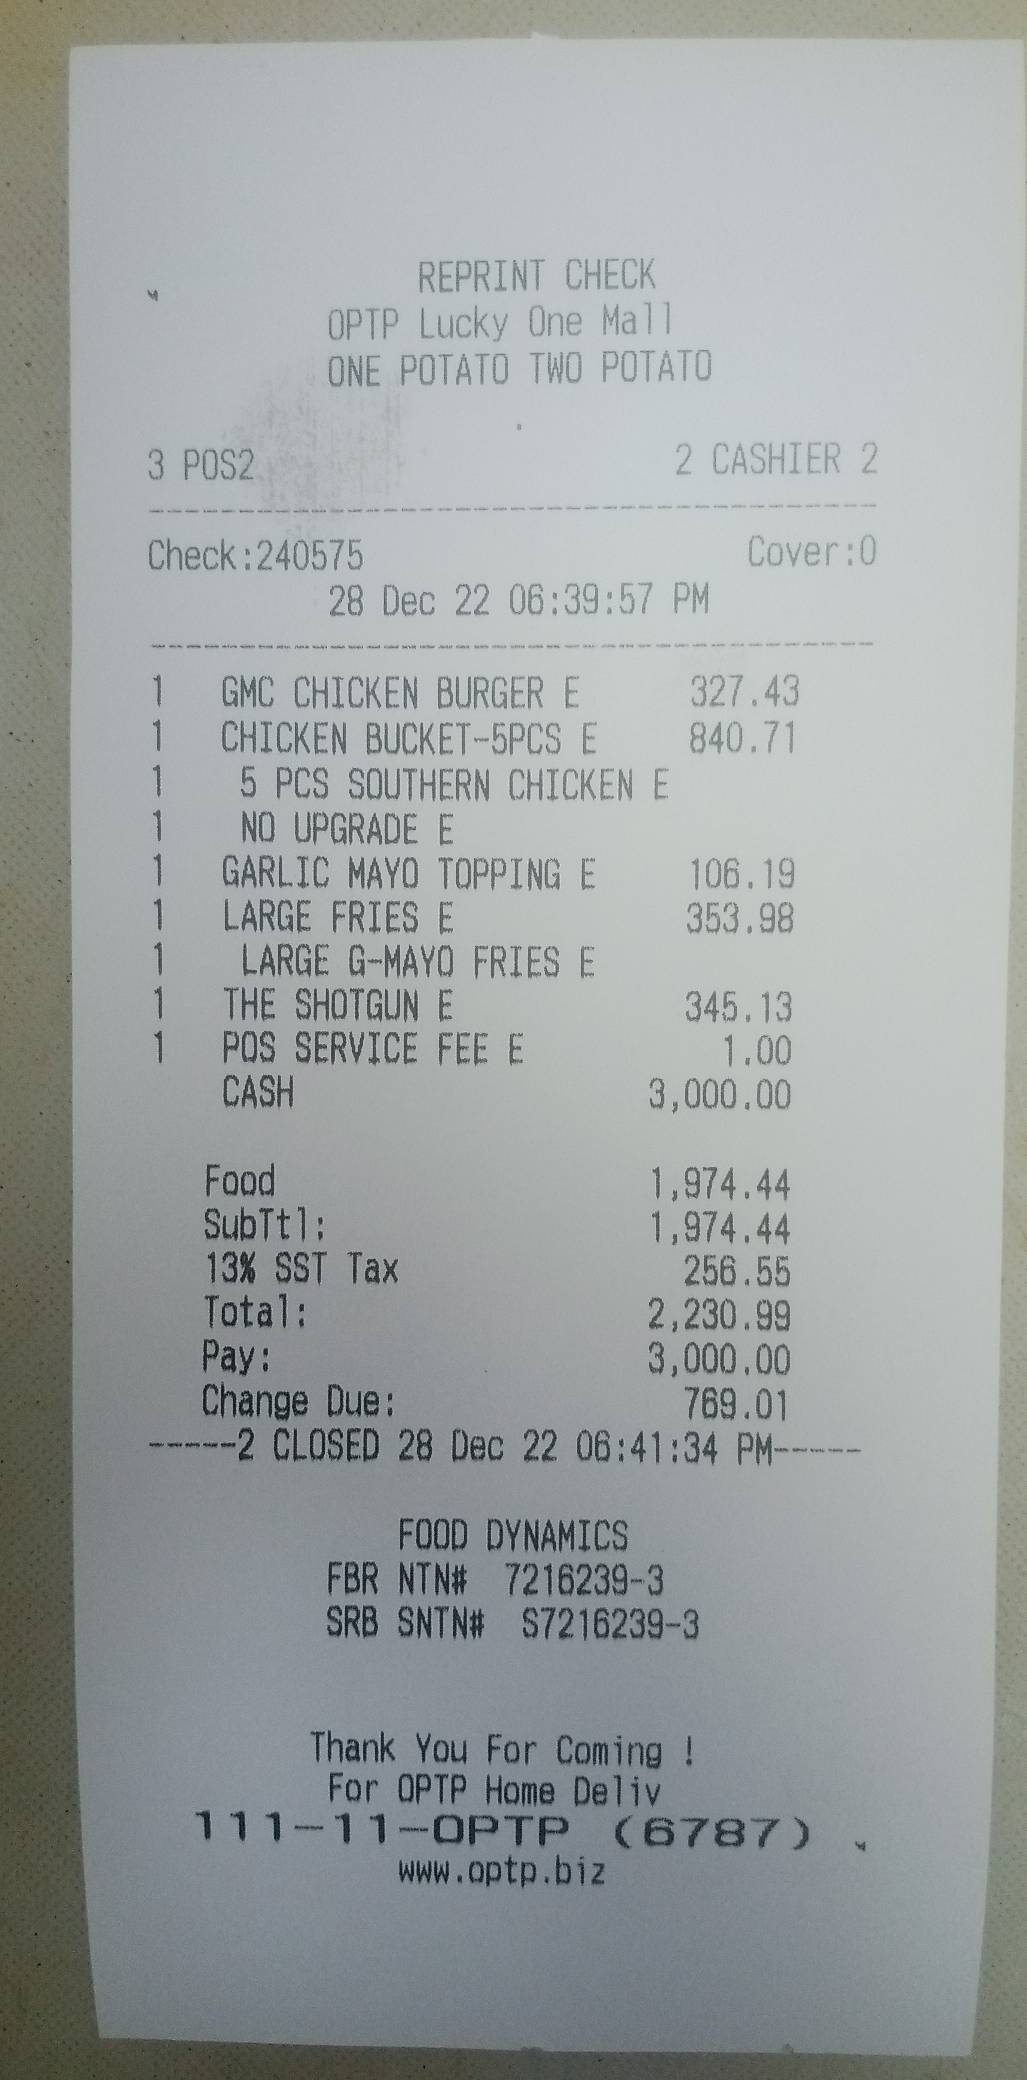 REPRINT CHECK
OPTP Lucky One Mall
ONE POTATO TWO POTATO
3 POS2 2 CASHIER 2
--------------------------------
Check:240575 Cover:0
28 Dec 22 06:39:57 PM
--------------------------------
1 GMC CHICKEN BURGER E 327.43
1 CHICKEN BUCKET-5PCS E 840.71
1 5 PCS SOUTHERN CHICKEN E
1 NO UPGRADE E
1 GARLIC MAYO TOPPING E 106.19
1 LARGE FRIES E 353.98
1 LARGE G-MAYO FRIES E
1 THE SHOTGUN E 345.13
1 POS SERVICE FEE E 1.00
CASH 3,000.00
Food 1,974.44
SubTtl: 1,974.44
13% SST Tax 256.55
Total: 2,230.99
Pay: 3,000.00
Change Due: 769.01
-----2 CLOSED 28 Dec 22 06:41:34 PM-----
FOOD DYNAMICS
FBR NTN# 7216239-3
SRB SNTN# S7216239-3
Thank You For Coming !
For OPTP Home Deliv
111-11-OPTP (6787)
www.optp.biz